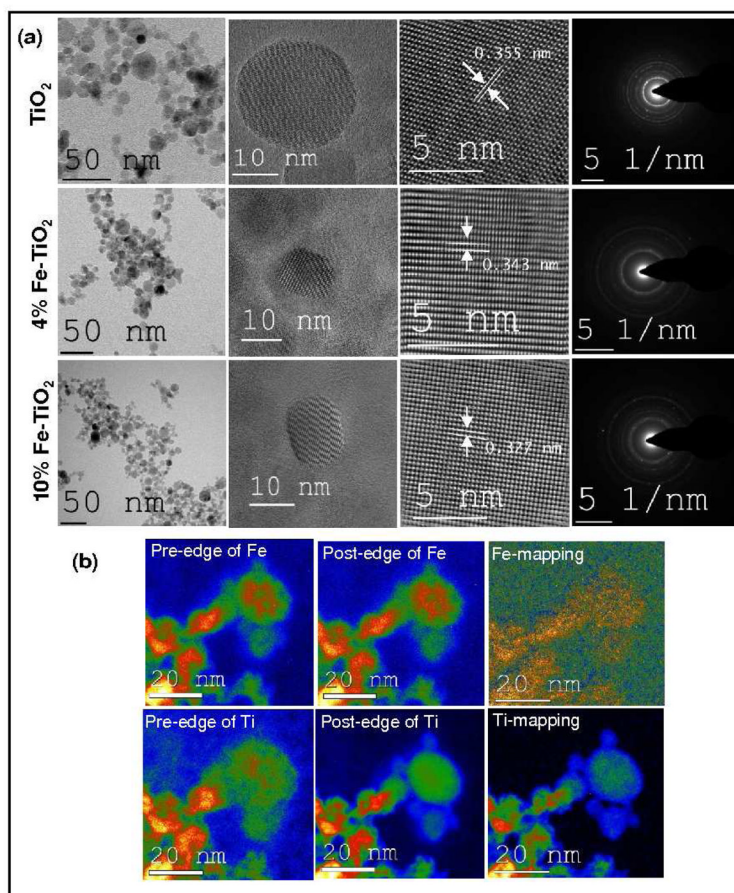 (a)
TiO₂
50 nm
10 nm
0.355 nm
5 nm
5 1/nm
4% Fe-TiO₂
50 nm
10 nm
0.343 nm
5 nm
5 1/nm
10% Fe-TiO₂
50 nm
10 nm
0.327 nm
5 nm
5 1/nm
(b)
Pre-edge of Fe
20 nm
Post-edge of Fe
20 nm
Fe-mapping
20 nm
Pre-edge of Ti
20 nm
Post-edge of Ti
20 nm
Ti-mapping
20 nm